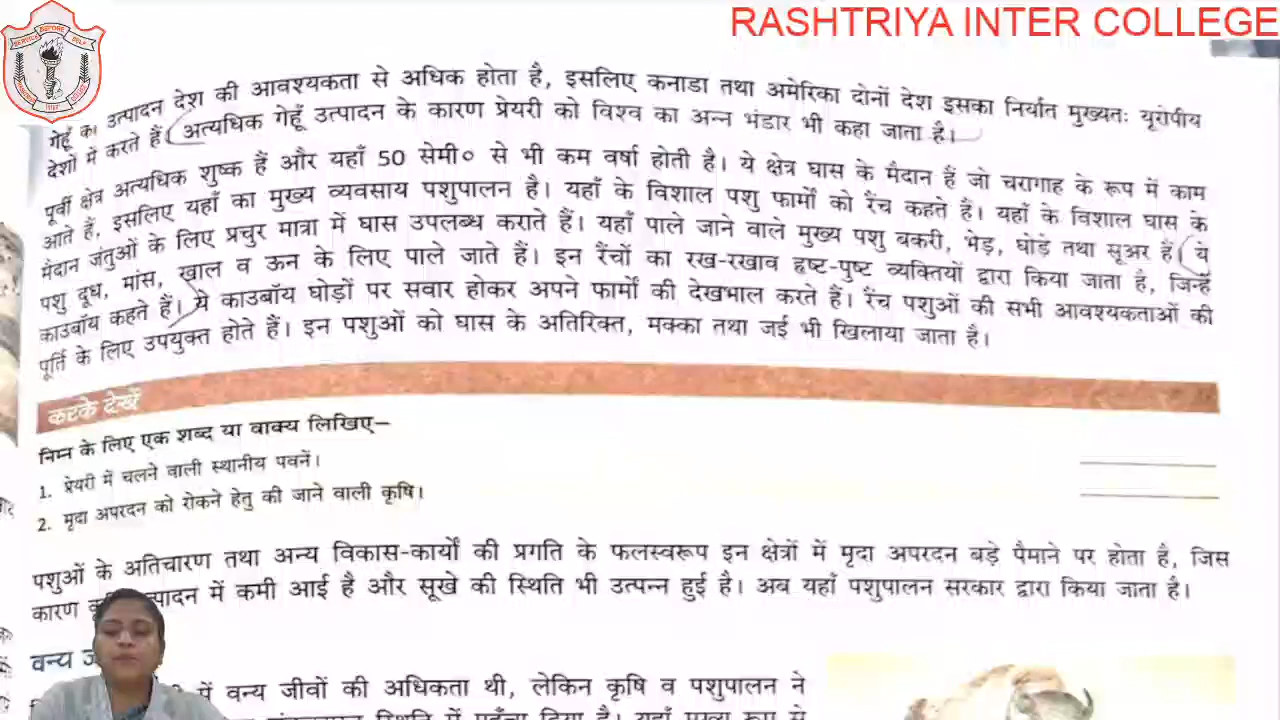 RASHTRIYA INTER COLLEGE
SERVICE BEFORE SELF
गेहूँ का उत्पादन देश की आवश्यकता से अधिक होता है, इसलिए कनाडा तथा अमेरिका दोनों देश इसका निर्यात मुख्यतः यूरोपीय
देशों में करते हैं। अत्यधिक गेहूँ उत्पादन के कारण प्रेयरी को विश्व का अन्न भंडार भी कहा जाता है।
पूर्वी क्षेत्र अत्यधिक शुष्क हैं और यहाँ 50 सेमी० से भी कम वर्षा होती है। ये क्षेत्र घास के मैदान हैं जो चरागाह के रूप में काम
आते हैं, इसलिए यहाँ का मुख्य व्यवसाय पशुपालन है। यहाँ के विशाल पशु फार्मों को रैंच कहते हैं। यहाँ के विशाल घास के
मैदान जंतुओं के लिए प्रचुर मात्रा में घास उपलब्ध कराते हैं। यहाँ पाले जाने वाले मुख्य पशु बकरी, भेड़, घोड़े तथा सूअर हैं। ये
पशु दूध, मांस, खाल व ऊन के लिए पाले जाते हैं। इन रैंचों का रख-रखाव हृष्ट-पुष्ट व्यक्तियों द्वारा किया जाता है, जिन्हें
काउबॉय कहते हैं। ये काउबॉय घोड़ों पर सवार होकर अपने फार्मों की देखभाल करते हैं। रैंच पशुओं की सभी आवश्यकताओं की
पूर्ति के लिए उपयुक्त होते हैं। इन पशुओं को घास के अतिरिक्त, मक्का तथा जई भी खिलाया जाता है।
करके देखें
निम्न के लिए एक शब्द या वाक्य लिखिए–
1. प्रेयरी में चलने वाली स्थानीय पवनें।
2. मृदा अपरदन को रोकने हेतु की जाने वाली कृषि।
पशुओं के अतिचारण तथा अन्य विकास-कार्यों की प्रगति के फलस्वरूप इन क्षेत्रों में मृदा अपरदन बड़े पैमाने पर होता है, जिस
कारण में कमी आई है और सूखे की स्थिति भी उत्पन्न हुई है। अब यहाँ पशुपालन सरकार द्वारा किया जाता है।
वन्य
में वन्य जीवों की अधिकता थी, लेकिन कृषि व पशुपालन ने
स्थिति में पहुँचा दिया है। यहाँ मुख्य रूप से